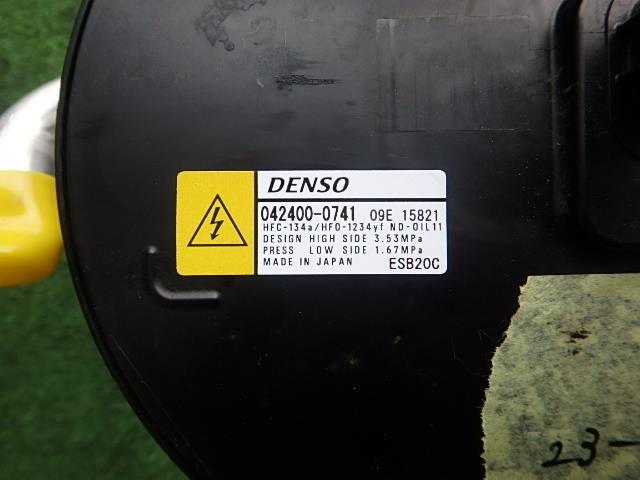 DENSO
042400-0741 09E 15821
HFC-134a/HFO-1234yf ND-OIL11
DESIGN HIGH SIDE 3.53MPa
PRESS LOW SIDE 1.67MPa
MADE IN JAPAN ESB20C
23-